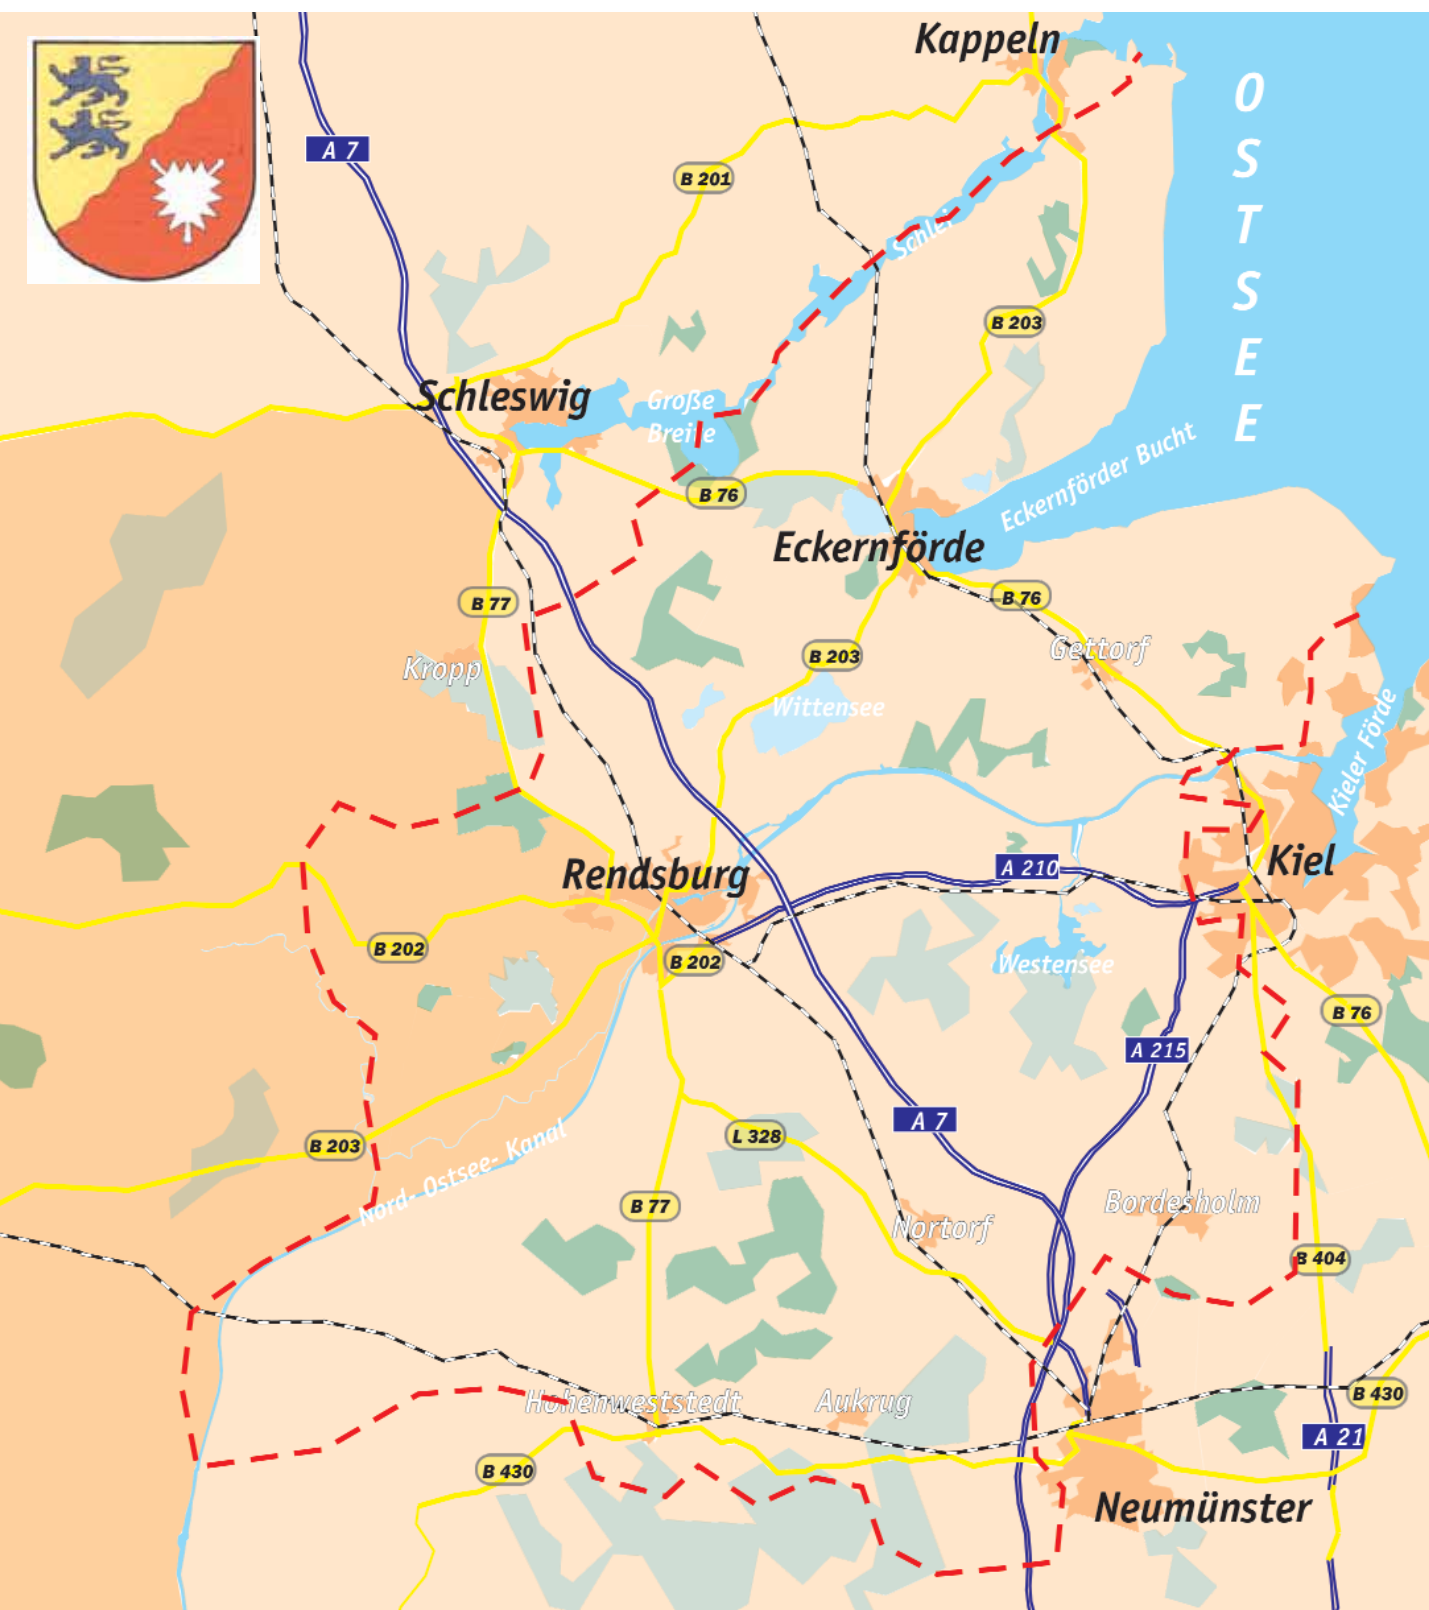 Kappeln
O
S
T
S
E
E
A 7
B 201
Schlei
B 203
Schleswig
Große
Breite
B 76
Eckernförder Bucht
Eckernförde
B 77
B 76
Gettorf
B 203
Kropp
Wittensee
Kieler Förde
Rendsburg
A 210
Kiel
B 202
B 202
Westensee
B 76
A 215
A 7
L 328
B 203
Nord- Ostsee- Kanal
B 77
Bordesholm
Nortorf
B 404
Hohenweststedt
Aukrug
B 430
A 21
B 430
Neumünster